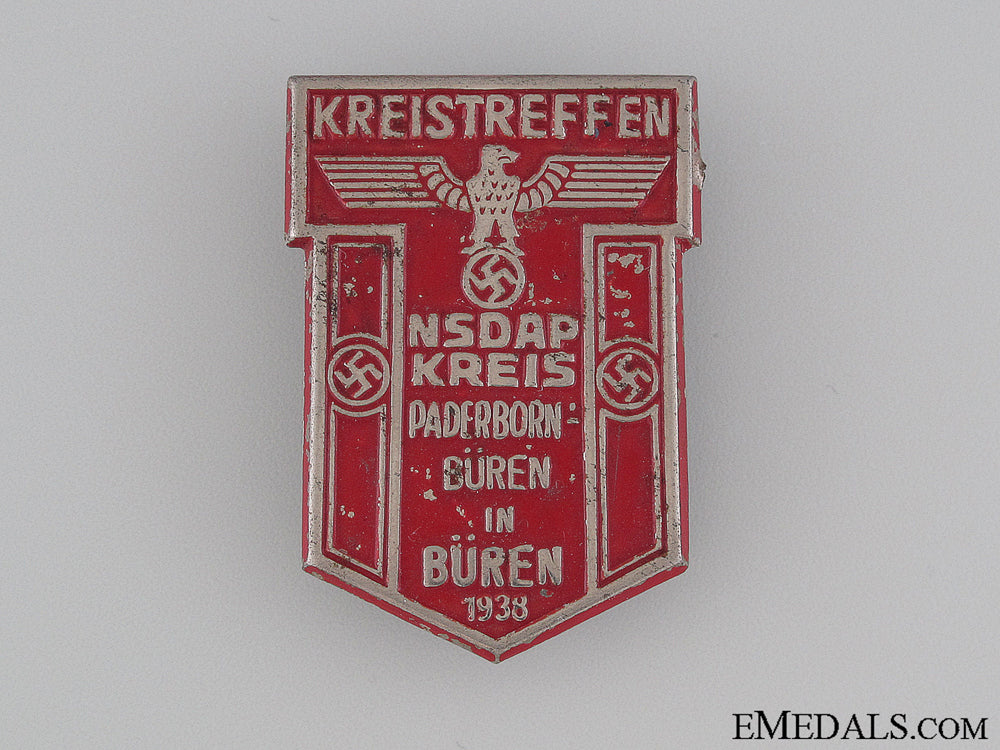 KREISTREFFEN
NSDAP
KREIS
PADERBORN-
BÜREN
IN
BÜREN
1938
EMEDALS.COM